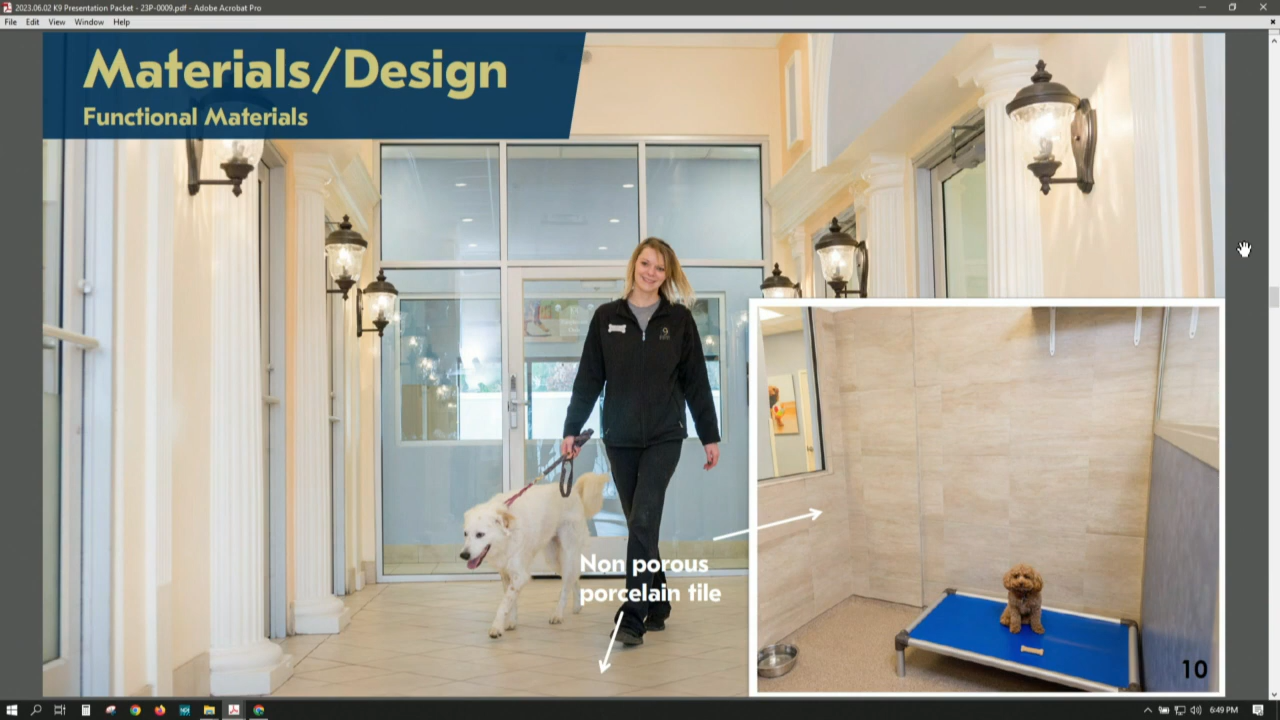 2023.06.02 K9 Presentation Packet - 23P-0009.pdf - Adobe Acrobat Pro
File Edit View Window Help
Materials/Design
Functional Materials
Non porous
porcelain tile
10
6:49 PM